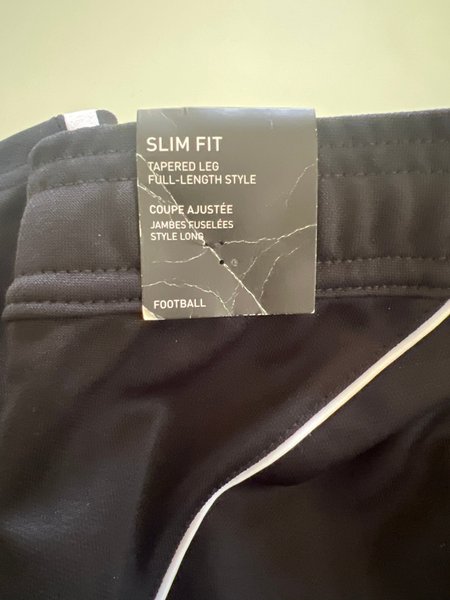 SLIM FIT
TAPERED LEG
FULL-LENGTH STYLE
COUPE AJUSTÉE
JAMBES FUSELÉES
STYLE LONG
FOOTBALL